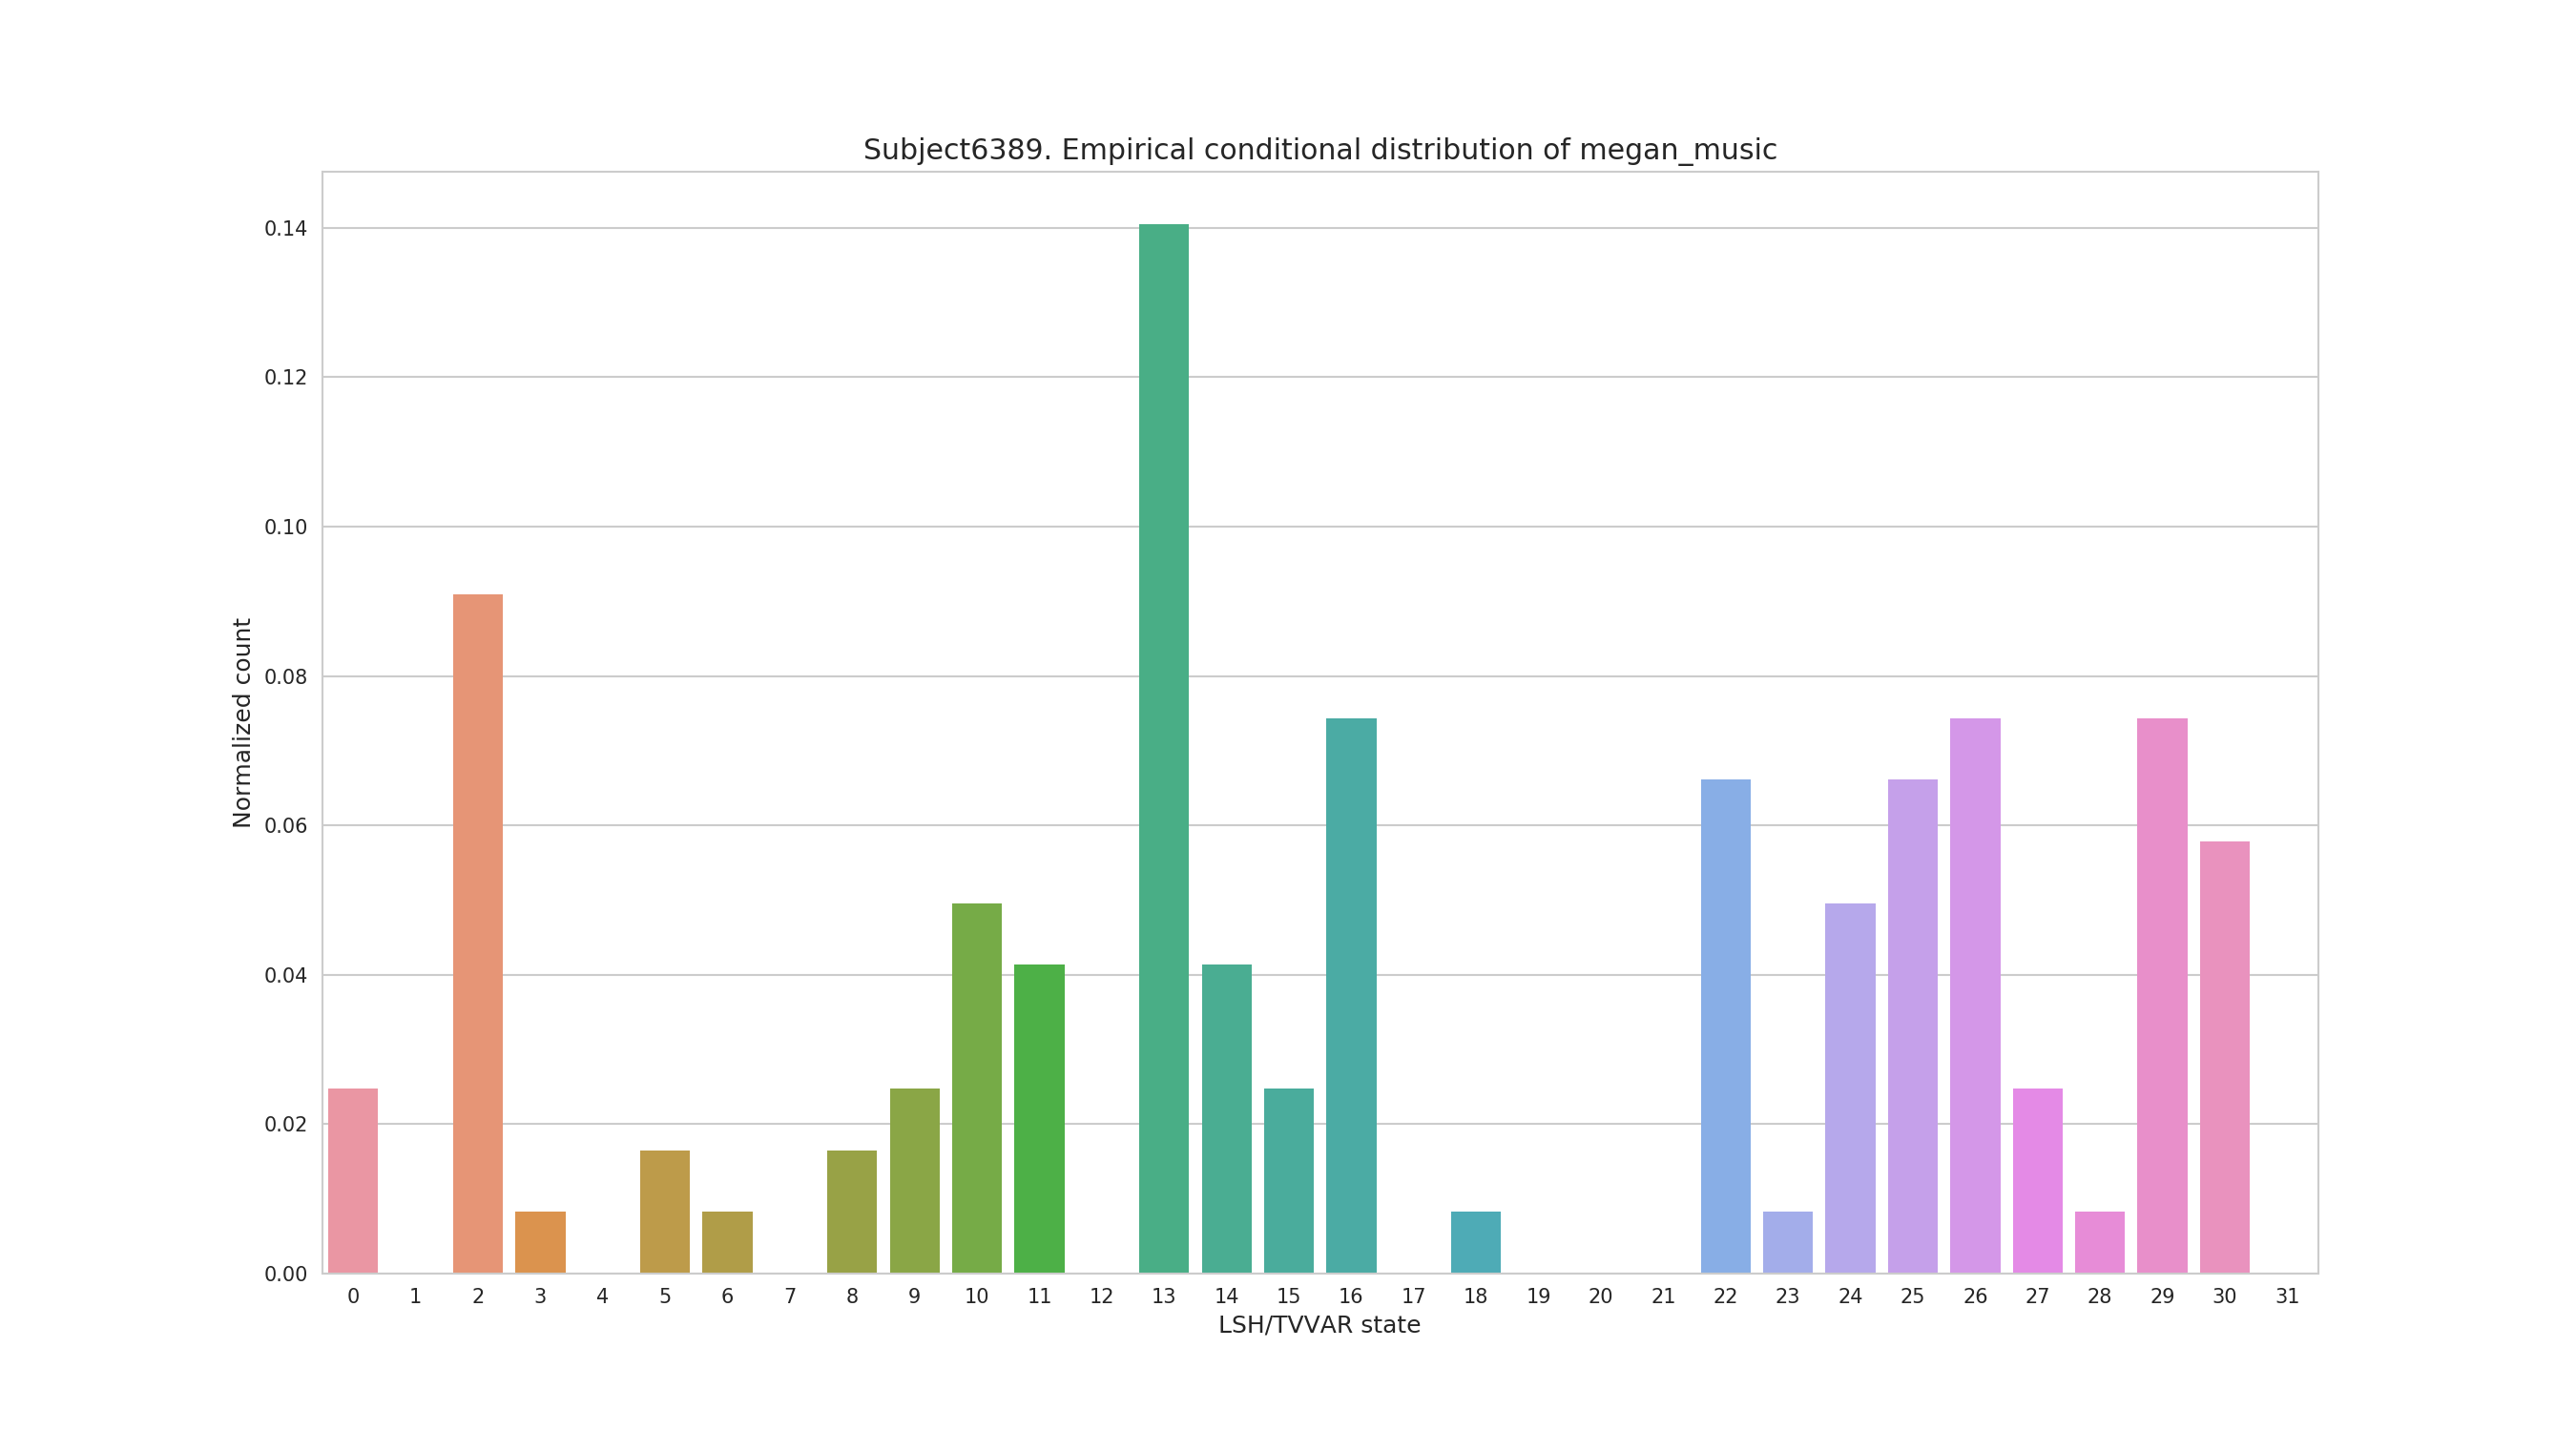 Subject6389. Empirical conditional distribution of megan_music
Normalized count
0.14
0.12
0.10
0.08
0.06
0.04
0.02
0.00
0 1 2 3 4 5 6 7 8 9 10 11 12 13 14 15 16 17 18 19 20 21 22 23 24 25 26 27 28 29 30 31
LSH/TVVAR state